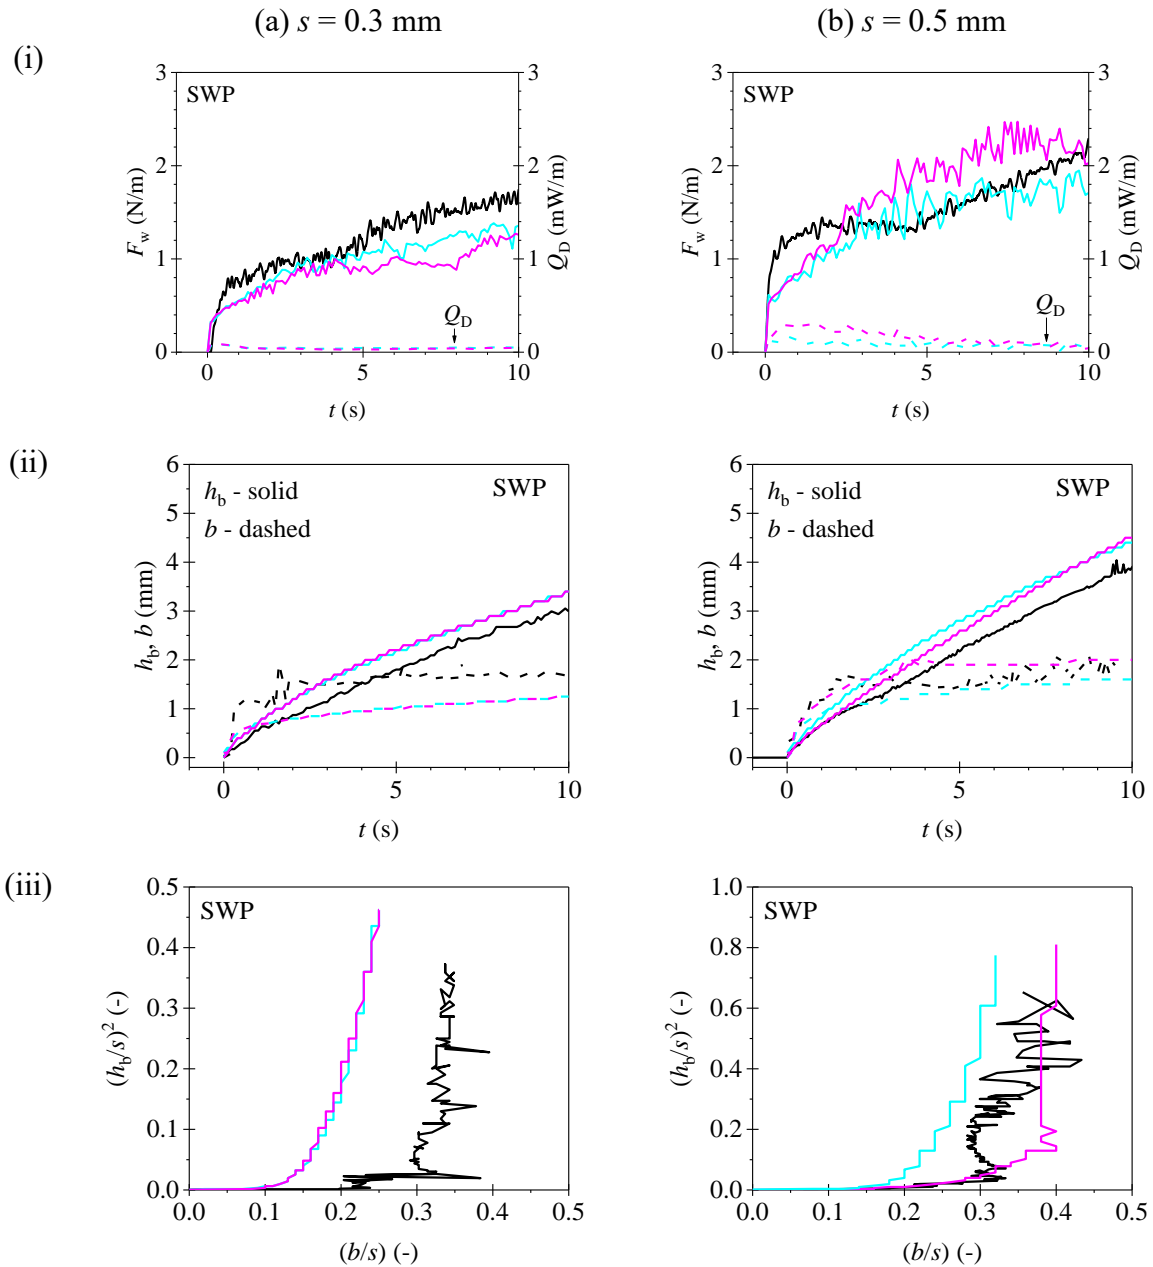 (a) s = 0.3 mm
(b) s = 0.5 mm
(i)
3
SWP
3
2
2
1
1
0
0
F_w (N/m)
Q_D (mW/m)
Q_D
0
5
10
t (s)
3
SWP
3
2
2
1
1
0
0
F_w (N/m)
Q_D (mW/m)
Q_D
0
5
10
t (s)
(ii)
6
5
4
3
2
1
0
h_b, b (mm)
h_b - solid
b - dashed
SWP
0
5
10
t (s)
6
5
4
3
2
1
0
h_b, b (mm)
h_b - solid
b - dashed
SWP
0
5
10
t (s)
(iii)
0.5
0.4
0.3
0.2
0.1
0.0
(h_b/s)² (-)
SWP
0.0
0.1
0.2
0.3
0.4
0.5
(b/s) (-)
1.0
0.8
0.6
0.4
0.2
0.0
(h_b/s)² (-)
SWP
0.0
0.1
0.2
0.3
0.4
0.5
(b/s) (-)